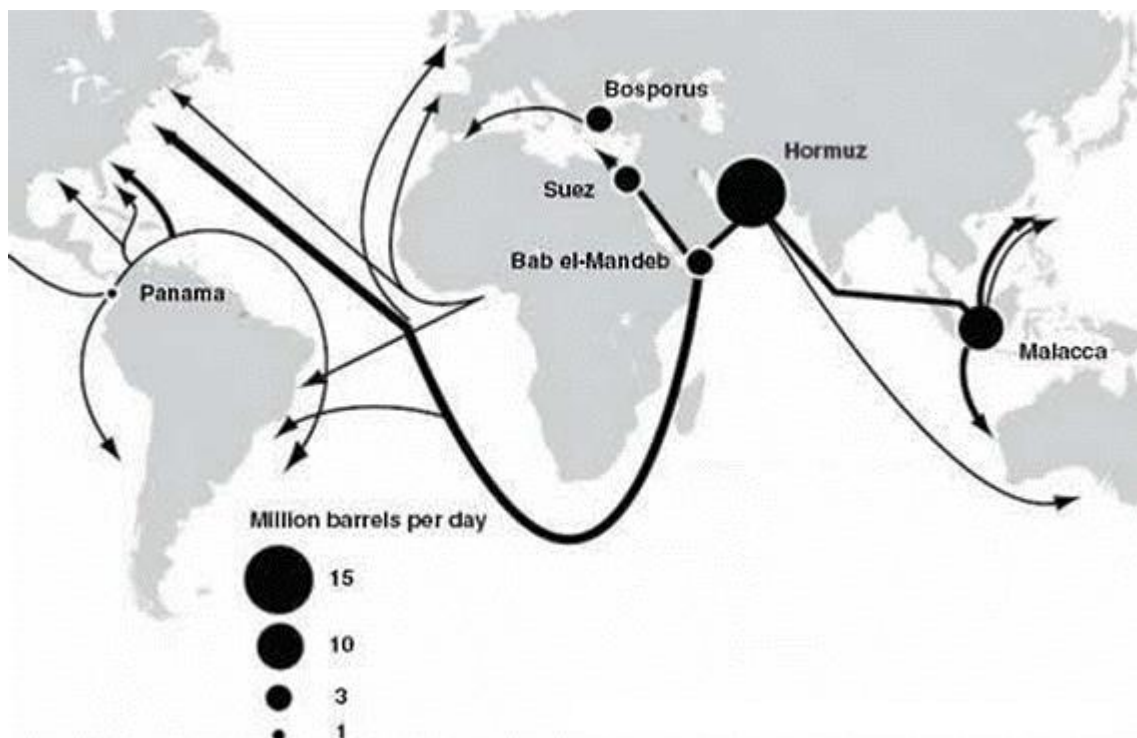 Bosporus
Hormuz
Suez
Bab el-Mandeb
Panama
Malacca
Million barrels per day
15
10
3
1